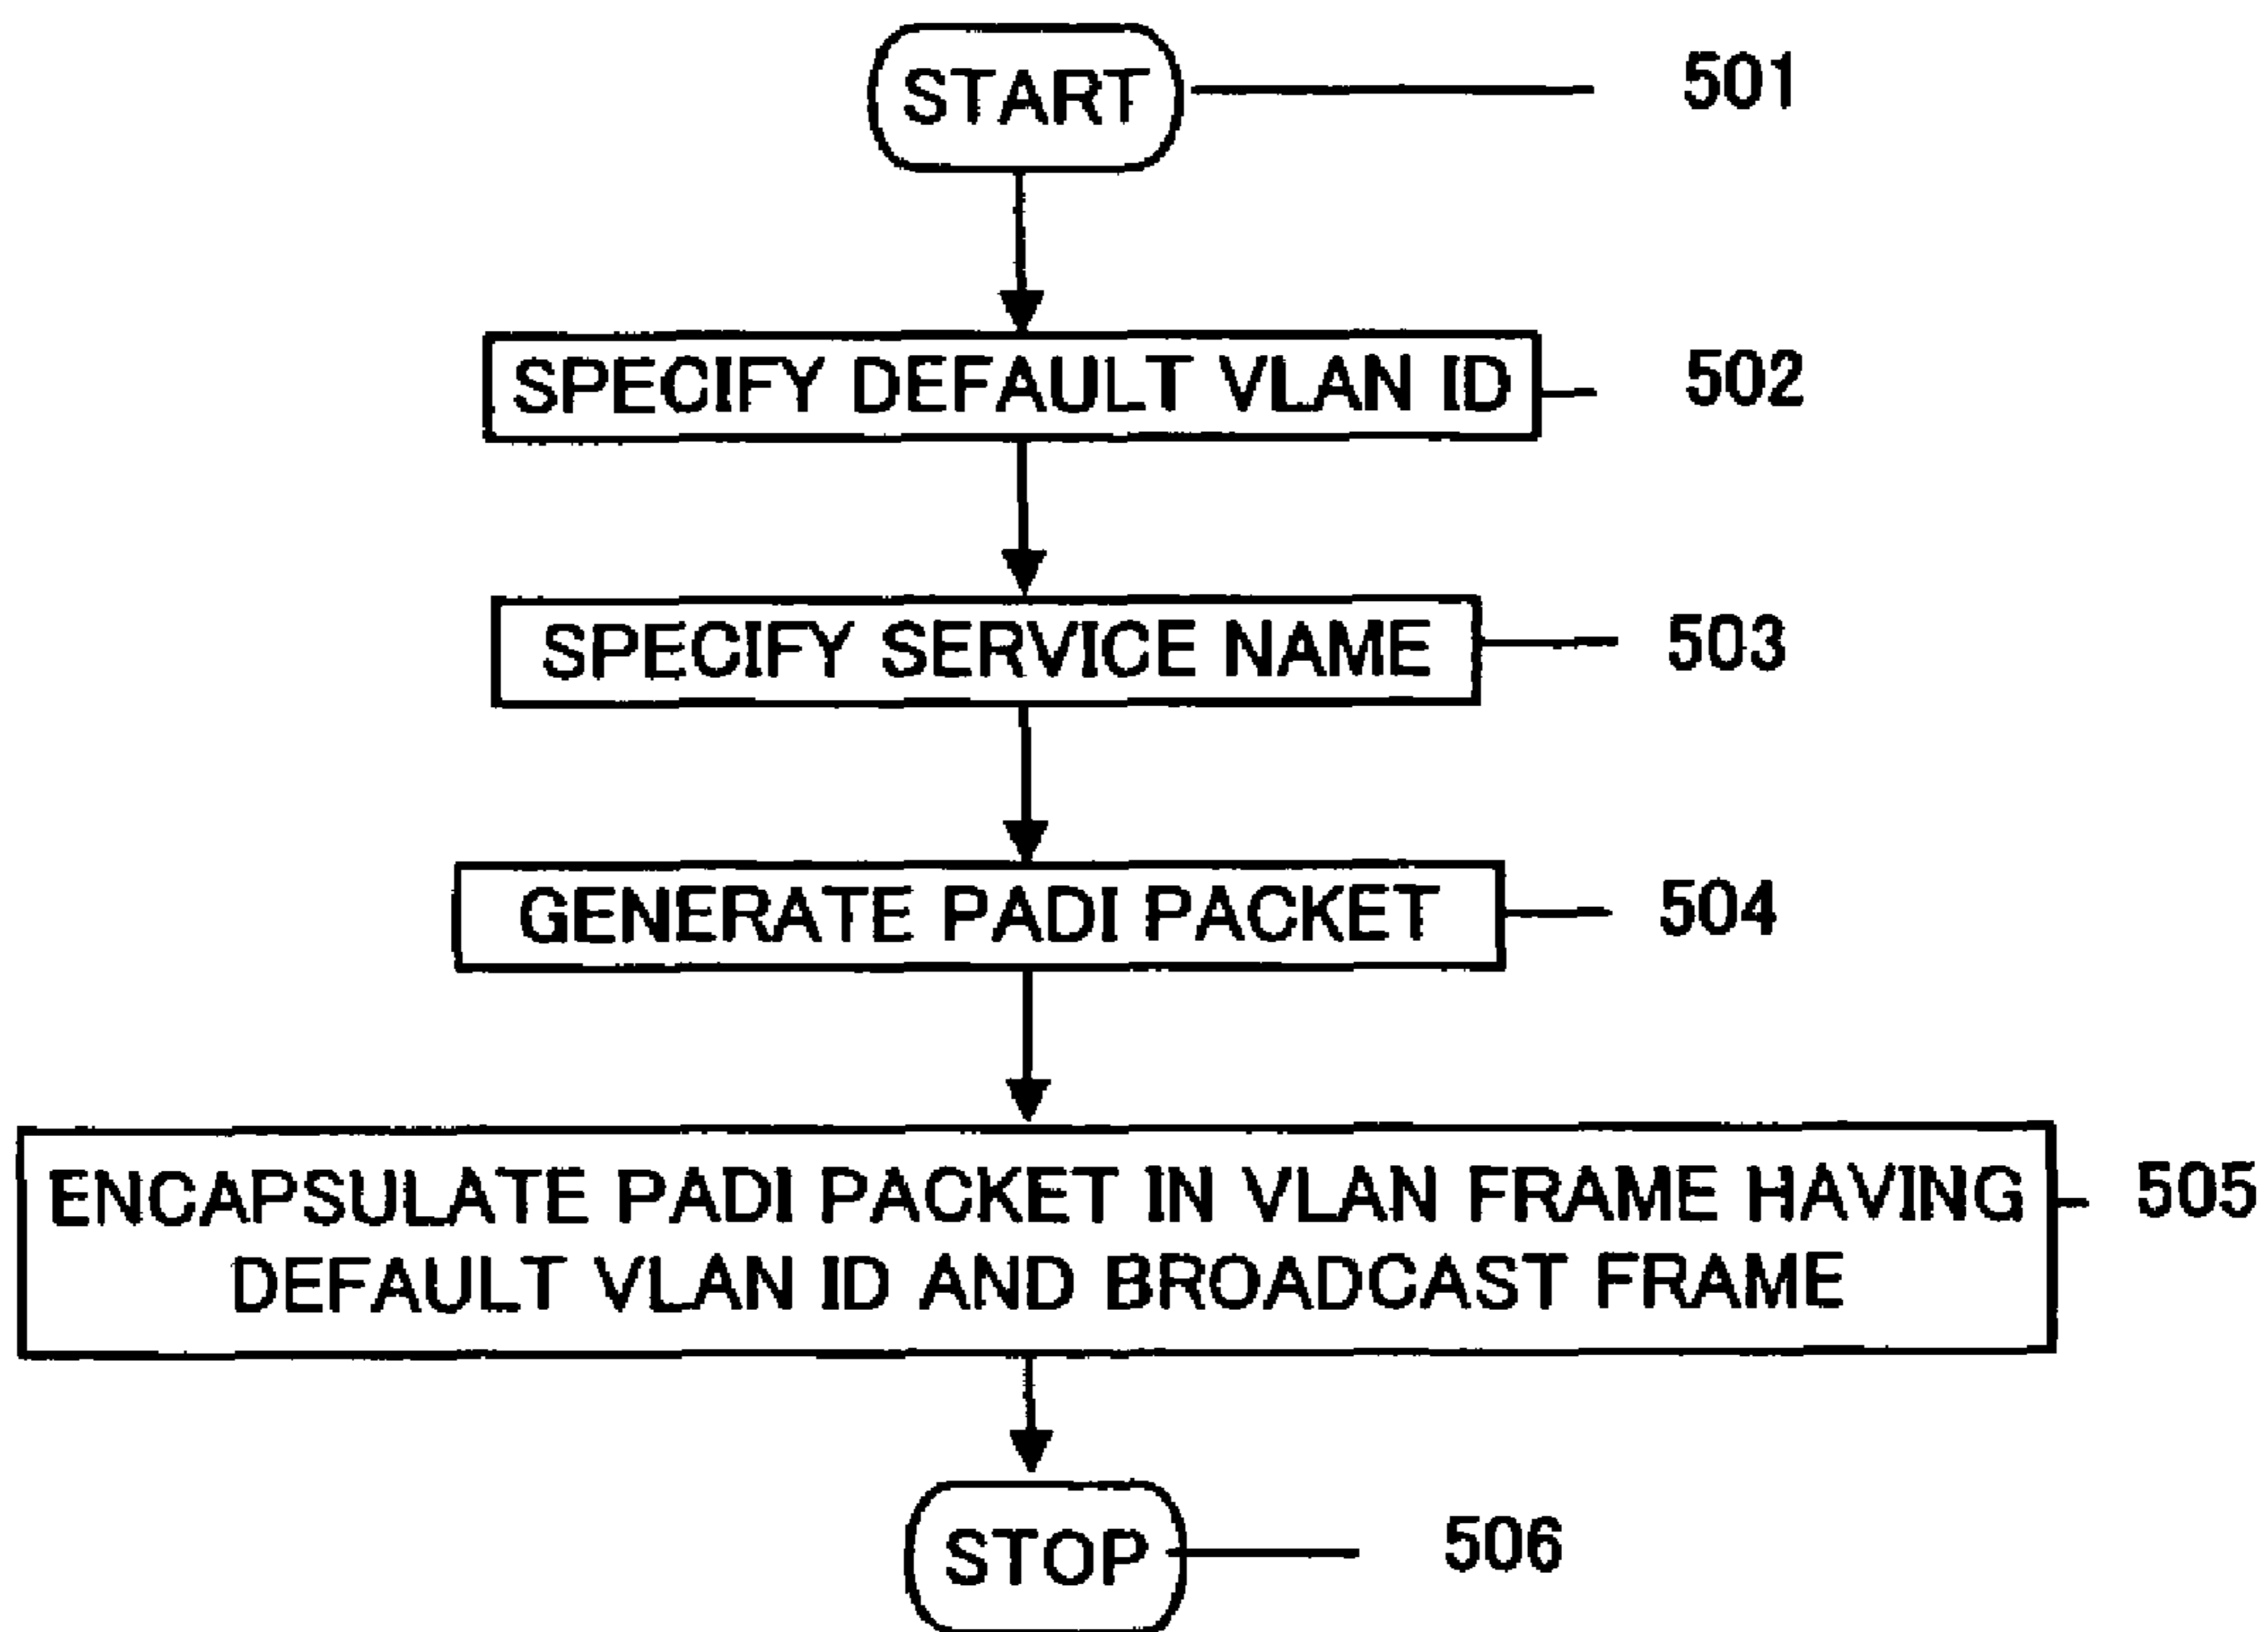 START 501
SPECIFY DEFAULT VLAN ID 502
SPECIFY SERVICE NAME 503
GENERATE PADI PACKET 504
ENCAPSULATE PADI PACKET IN VLAN FRAME HAVING 505
DEFAULT VLAN ID AND BROADCAST FRAME
STOP 506